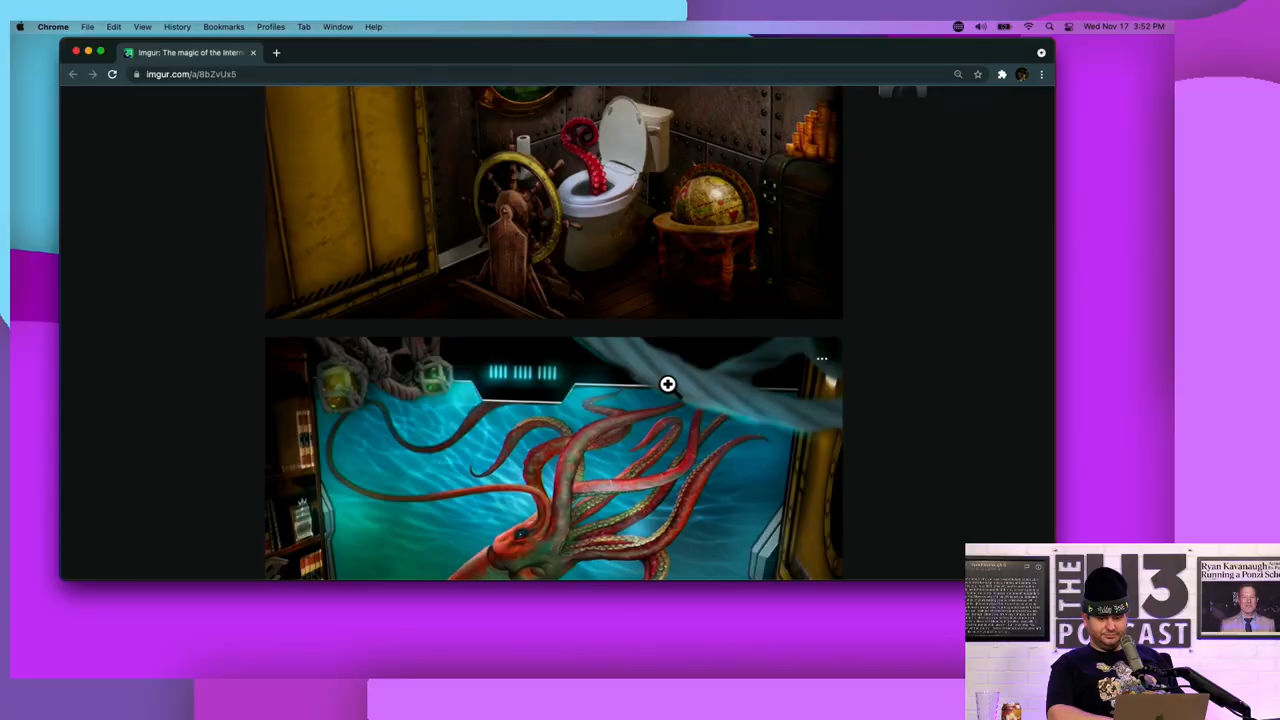 Chrome File Edit View History Bookmarks Profiles Tab Window Help Wed Nov 17 3:52 PM
Imgur: The magic of the Intern
imgur.com/a/8bZvUx5
THE H3
PODCAST
Ryan Kavanaugh
Running a Ponzi Sche